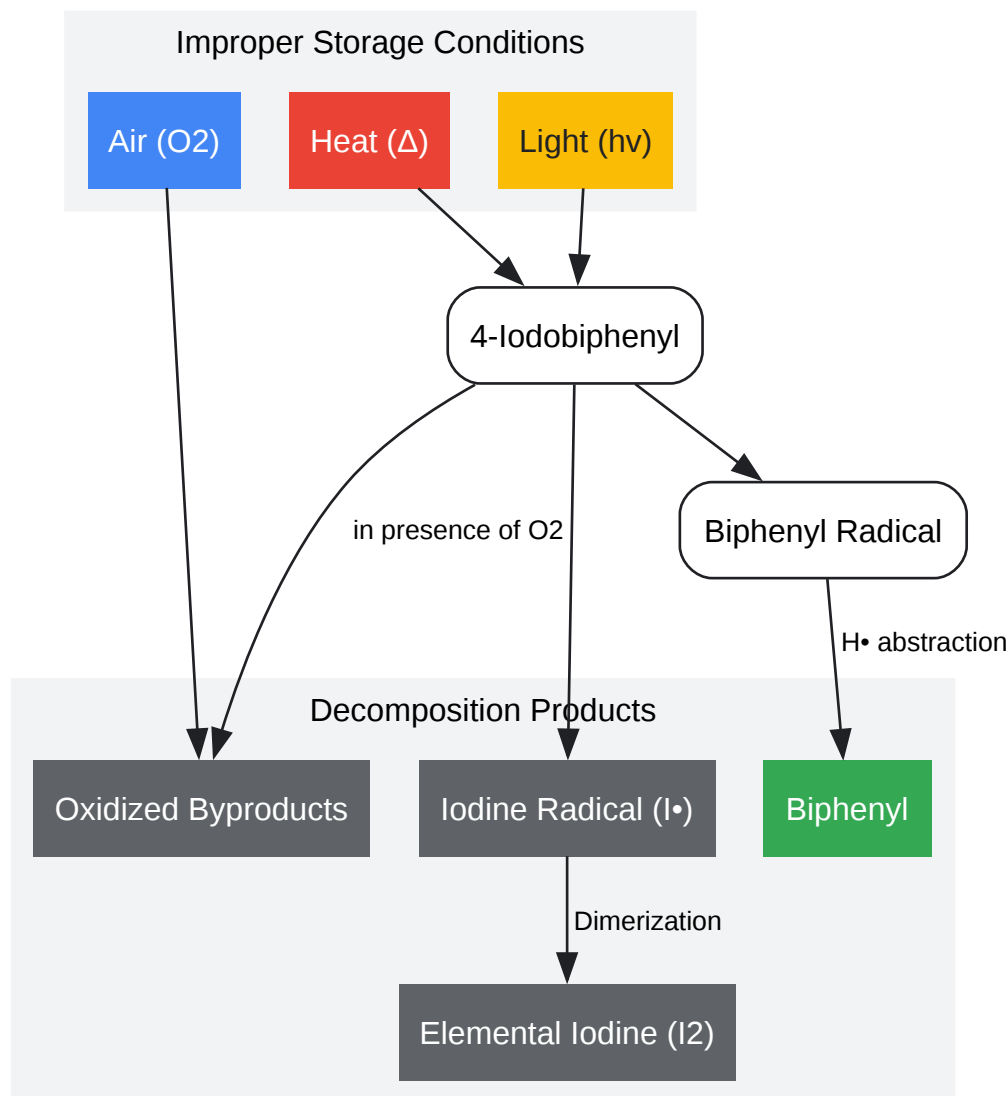 Improper Storage Conditions
Air (O2)
Heat (Δ)
Light (hv)
4-Iodobiphenyl
in presence of O2
Biphenyl Radical
H• abstraction
Decomposition Products
Oxidized Byproducts
Iodine Radical (I•)
Biphenyl
Dimerization
Elemental Iodine (I2)